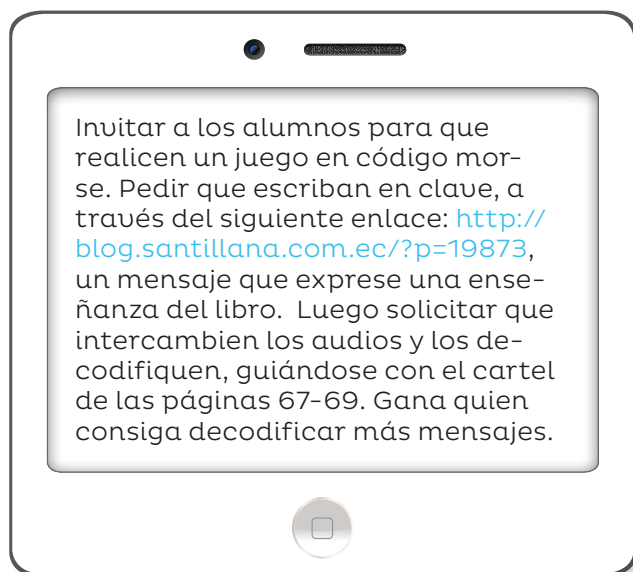 Invitar a los alumnos para que
realicen un juego en código mor-
se. Pedir que escriban en clave, a
través del siguiente enlace: http://
blog.santillana.com.ec/?p=19873,
un mensaje que exprese una ense-
ñanza del libro.  Luego solicitar que
intercambien los audios y los de-
codifiquen, guiándose con el cartel
de las páginas 67-69. Gana quien
consiga decodificar más mensajes.